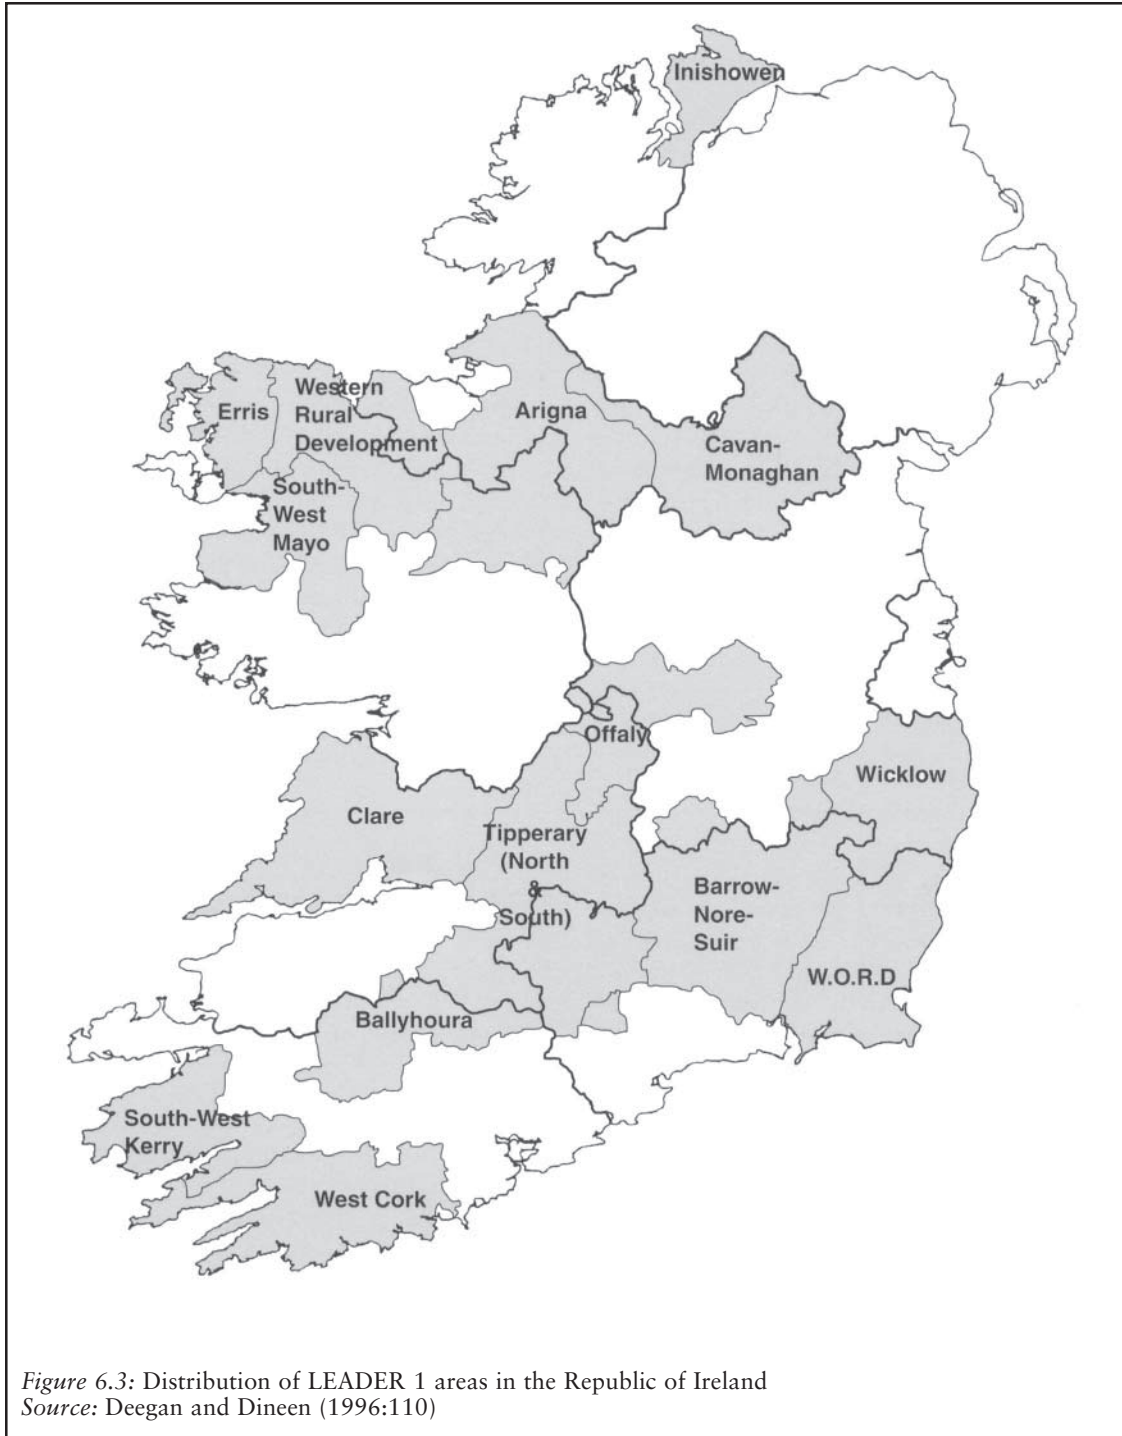 Inishowen
Erris
Western
Rural
Development
Arigna
Cavan-
Monaghan
South-
West
Mayo
Offaly
Wicklow
Clare
Tipperary
(North
&
South)
Barrow-
Nore-
Suir
W.O.R.D
Ballyhoura
South-West
Kerry
West Cork
Figure 6.3: Distribution of LEADER 1 areas in the Republic of Ireland
Source: Deegan and Dineen (1996:110)